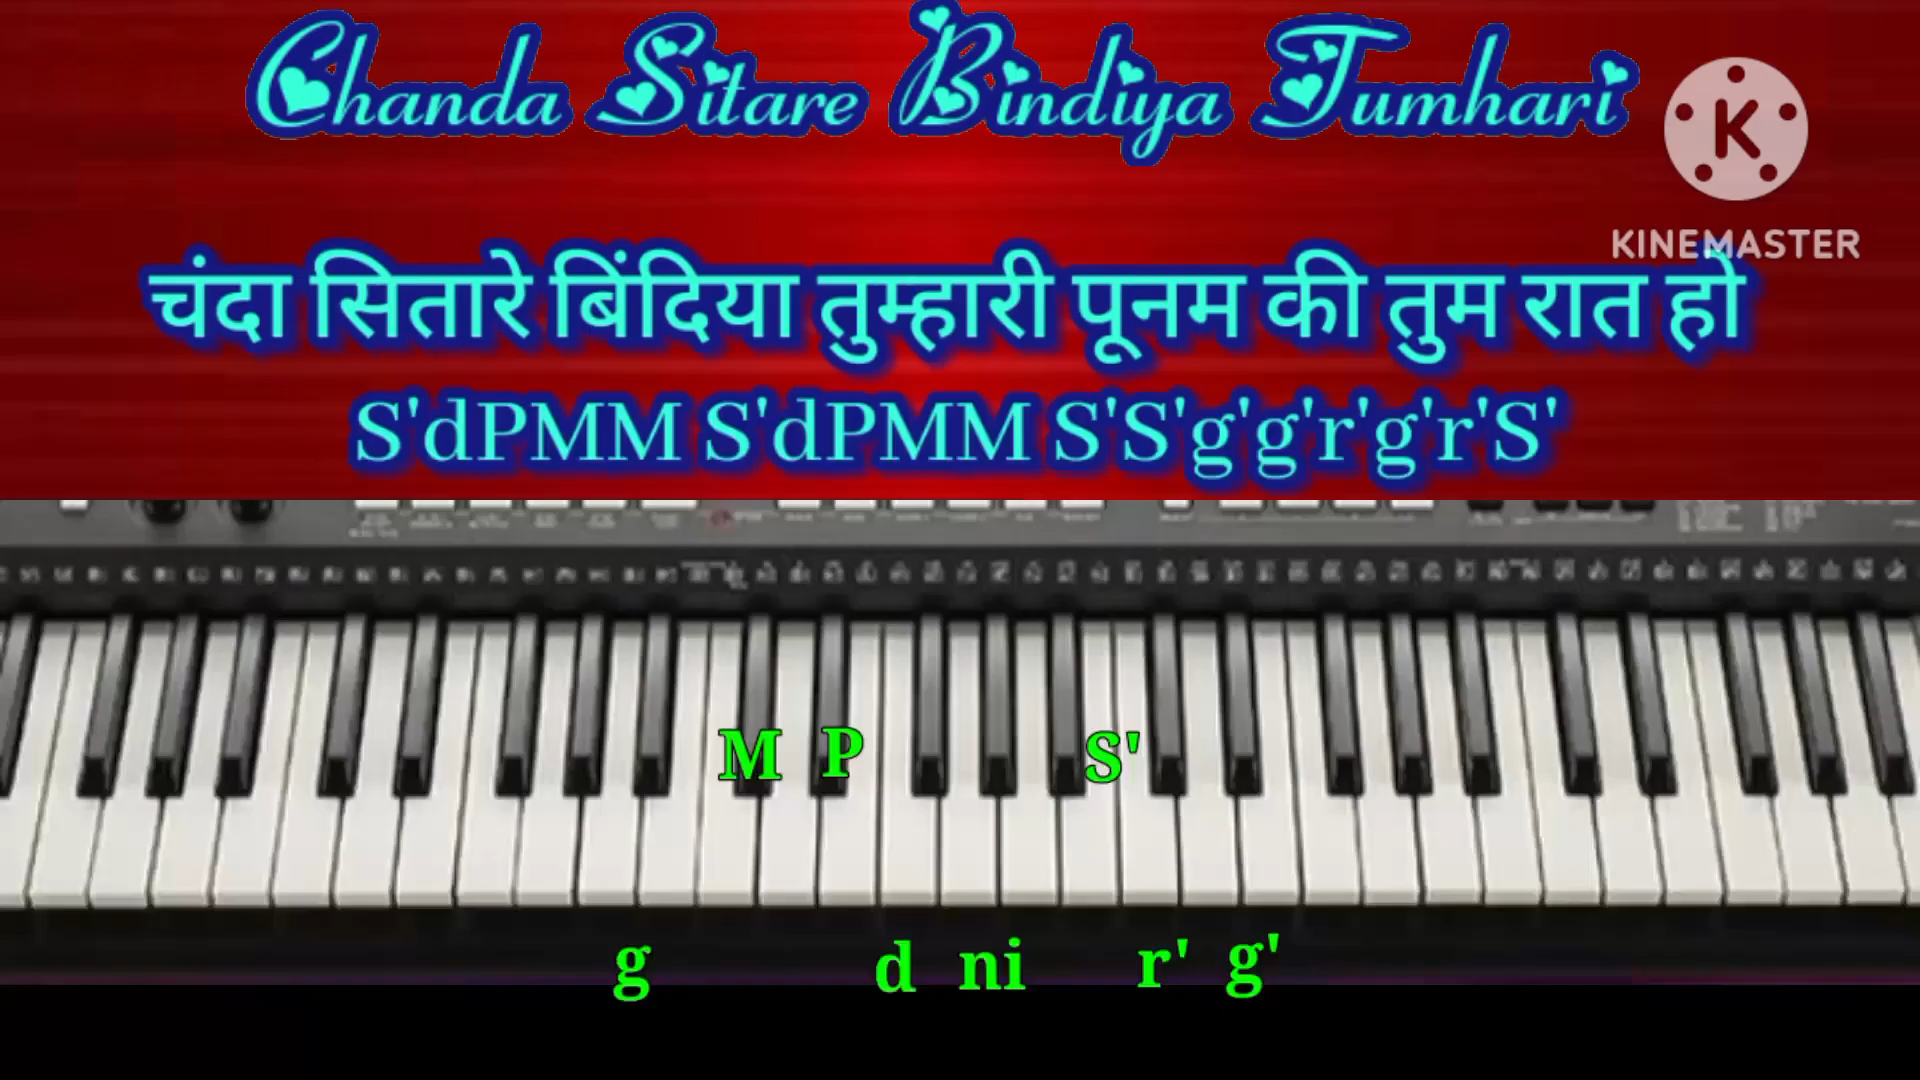 Chanda Sitare Bindiya Tumhari
KINEMASTER
चंदा सितारे बिंदिया तुम्हारी पूनम की तुम रात हो
S'dPMM S'dPMM S'S'g'g'r'g'r'S'
M P S'
g d ni r' g'